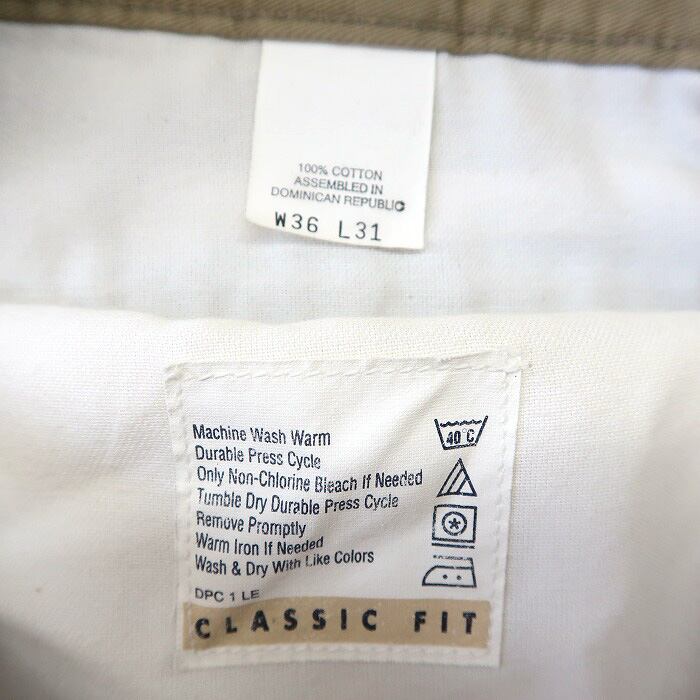 100% COTTON
ASSEMBLED IN
DOMINICAN REPUBLIC
W36 L31
Machine Wash Warm
Durable Press Cycle
Only Non-Chlorine Bleach If Needed
Tumble Dry Durable Press Cycle
Remove Promptly
Warm Iron If Needed
Wash & Dry With Like Colors
40°C
DPC 1 LE
CLASSIC FIT